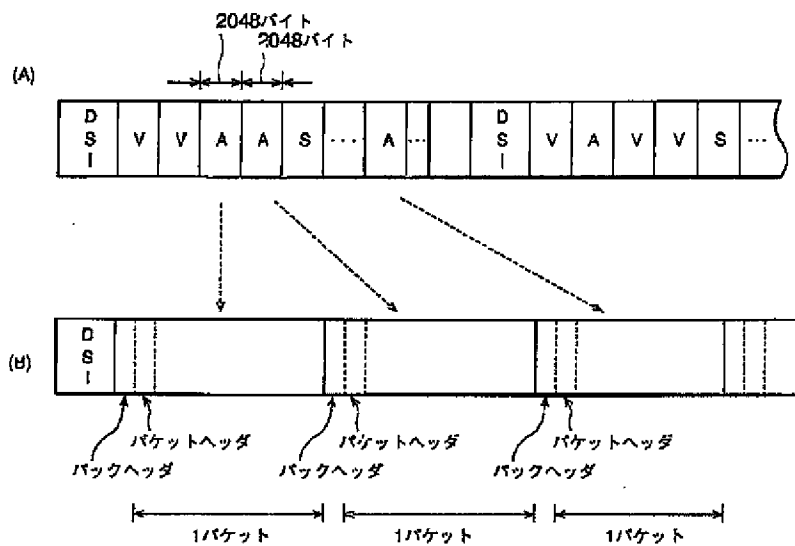 2048バイト
2048バイト
(A)
DSI V V A A S ... A ... DSI V A V V S ...
(B)
DSI
パケットヘッダ パケットヘッダ パケットヘッダ
パックヘッダ パックヘッダ パックヘッダ
1パケット 1パケット 1パケット